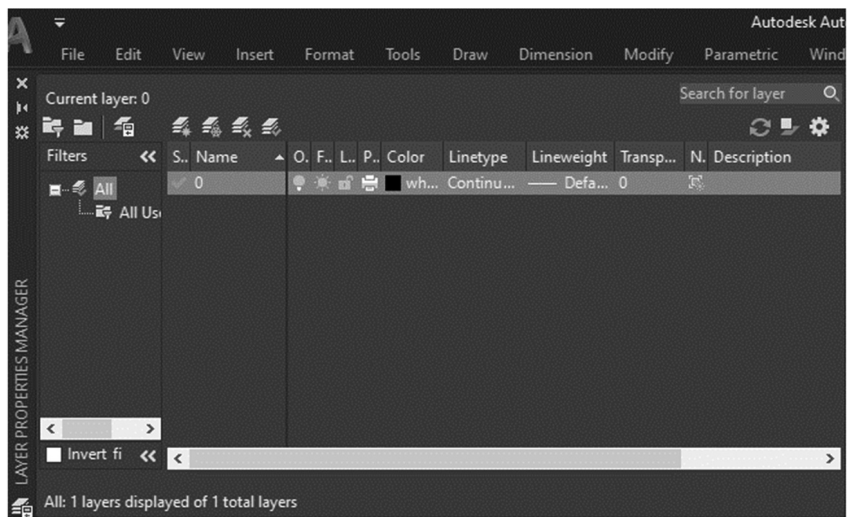 Autodesk Aut
File Edit View Insert Format Tools Draw Dimension Modify Parametric Wind
Current layer: 0
Search for layer
Filters S.. Name O. F.. L.. P.. Color Linetype Lineweight Transp... N. Description
All 0 wh... Continu... Defa... 0
All Use
Invert fi
All: 1 layers displayed of 1 total layers
LAYER PROPERTIES MANAGER